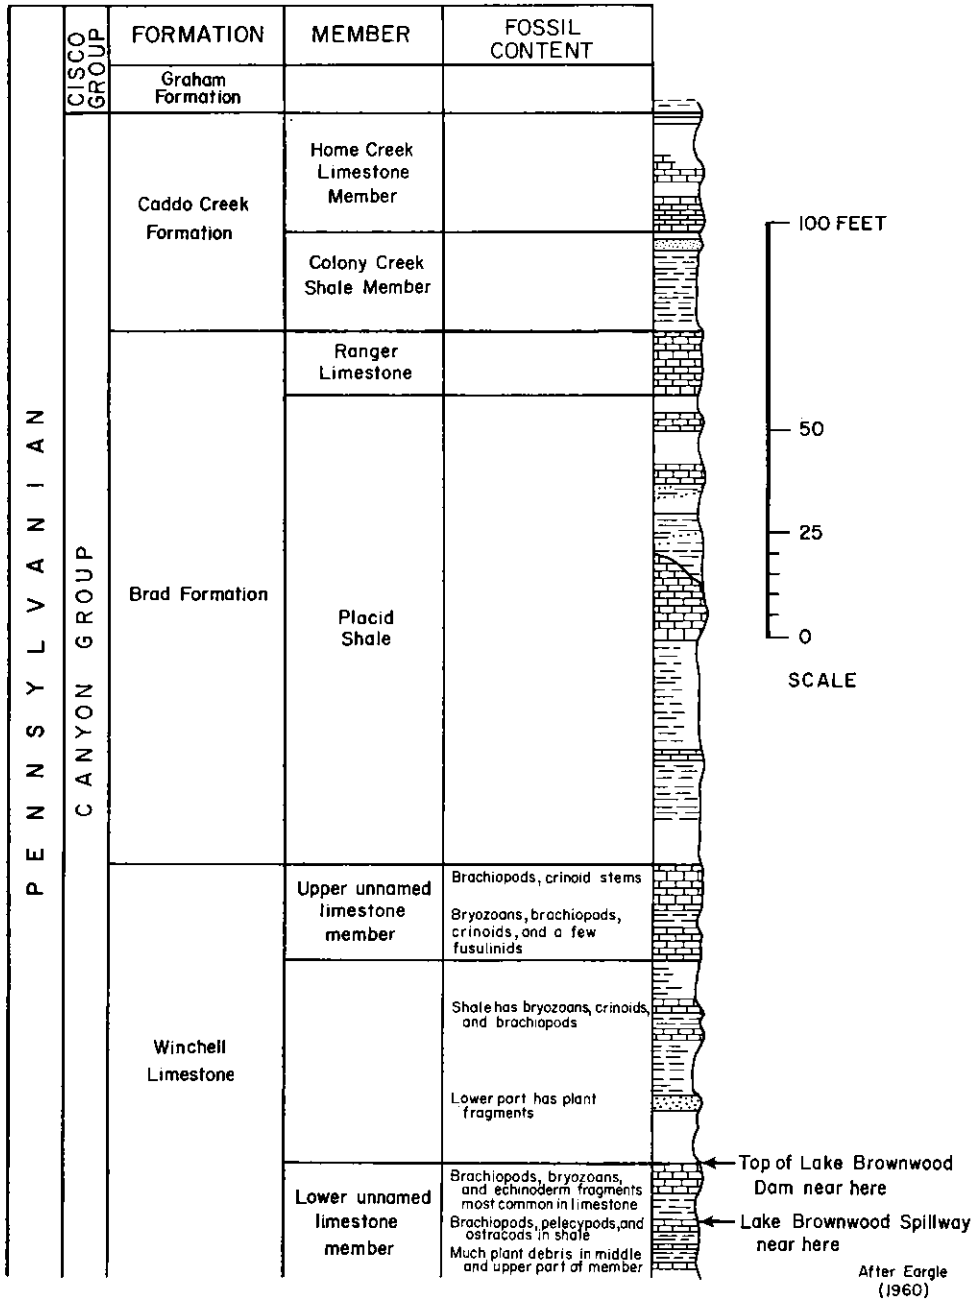 PENNSYLVANIAN
CISCO
GROUP
CANYON GROUP
FORMATION
MEMBER
FOSSIL
CONTENT
Graham
Formation
Caddo Creek
Formation
Home Creek
Limestone
Member
Colony Creek
Shale Member
Brad Formation
Ranger
Limestone
Placid
Shale
Winchell
Limestone
Upper unnamed
limestone
member
Brachiopods, crinoid stems
Bryozoans, brachiopods,
crinoids, and a few
fusulinids
Shale has bryozoans, crinoids,
and brachiopods
Lower part has plant
fragments
Lower unnamed
limestone
member
Brachiopods, bryozoans,
and echinoderm fragments
most common in limestone
Brachiopods, pelecypods, and
ostracods in shale
Much plant debris in middle
and upper part of member
100 FEET
50
25
0
SCALE
Top of Lake Brownwood
Dam near here
Lake Brownwood Spillway
near here
After Eargle
(1960)